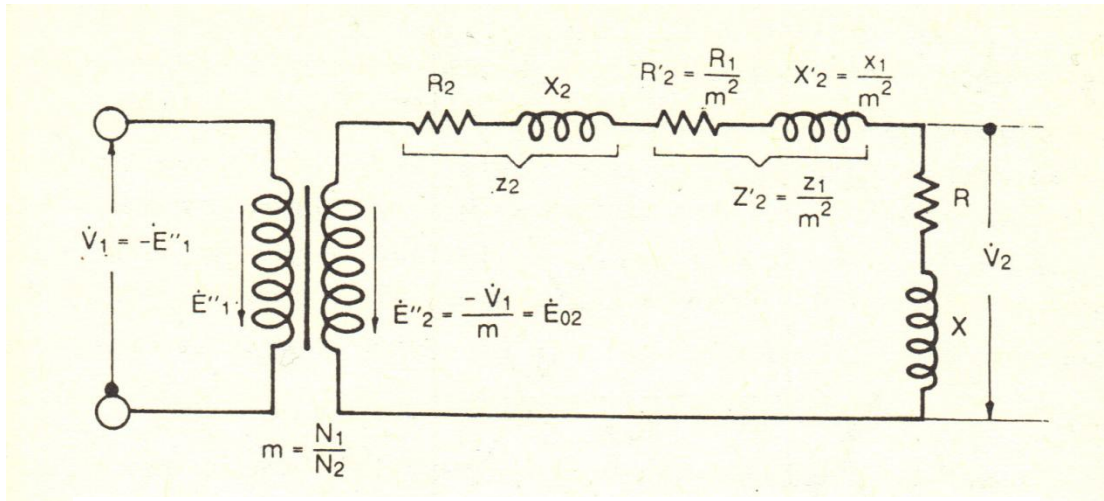 R₂
X₂
R'₂ = R₁/m²
X'₂ = x₁/m²
z₂
Z'₂ = z₁/m²
R
V̇₁ = -Ė''₁
V̇₂
Ė''₁
Ė''₂ = -V̇₁/m = Ė₀₂
X
m = N₁/N₂